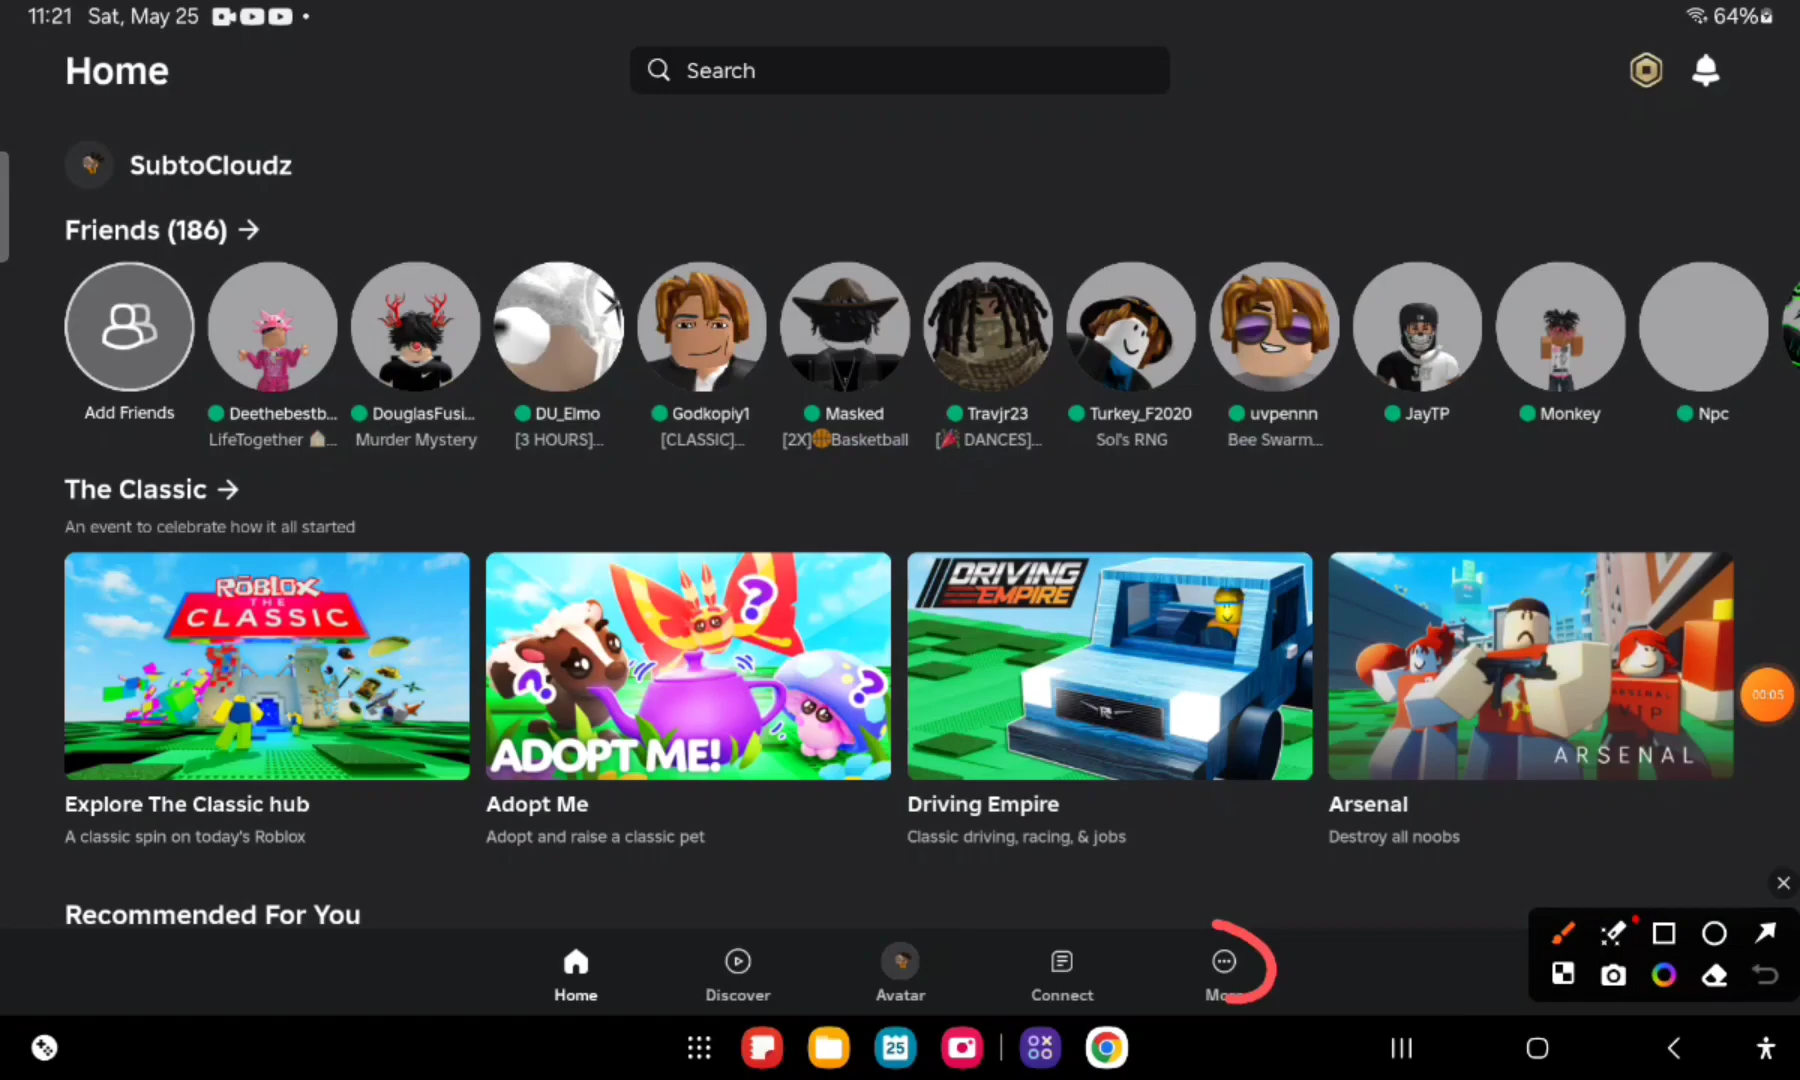 11:21 Sat, May 25
64%
Home
Search
SubtoCloudz
Friends (186)
Add Friends
Deethebestb...
DouglasFusi...
DU_Elmo
Godkopiy1
Masked
Travjr23
Turkey_F2020
uvpennn
JayTP
Monkey
Npc
LifeTogether 🏠...
Murder Mystery
[3 HOURS]...
[CLASSIC]...
[2X]🏀Basketball
[🎉 DANCES]...
Sol's RNG
Bee Swarm...
The Classic
An event to celebrate how it all started
ROBLOX
THE
CLASSIC
ADOPT ME!
DRIVING
EMPIRE
ARSENAL
VIP
ARSENAL
00:05
Explore The Classic hub
Adopt Me
Driving Empire
Arsenal
A classic spin on today's Roblox
Adopt and raise a classic pet
Classic driving, racing, & jobs
Destroy all noobs
Recommended For You
Home
Discover
Avatar
Connect
More
25